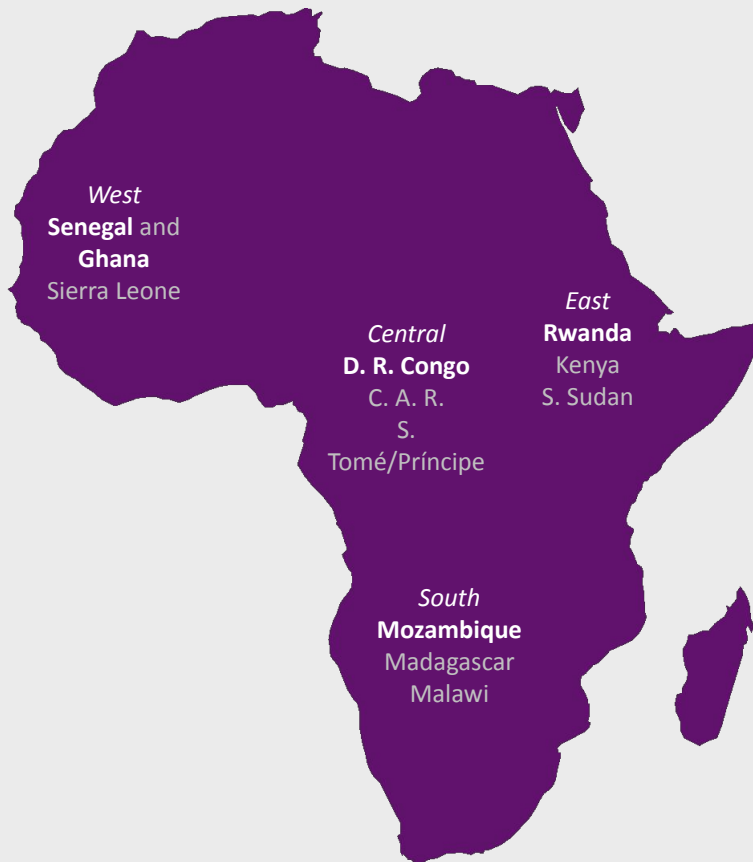 West
Senegal and
Ghana
Sierra Leone
Central
D. R. Congo
C. A. R.
S.
Tomé/Príncipe
East
Rwanda
Kenya
S. Sudan
South
Mozambique
Madagascar
Malawi